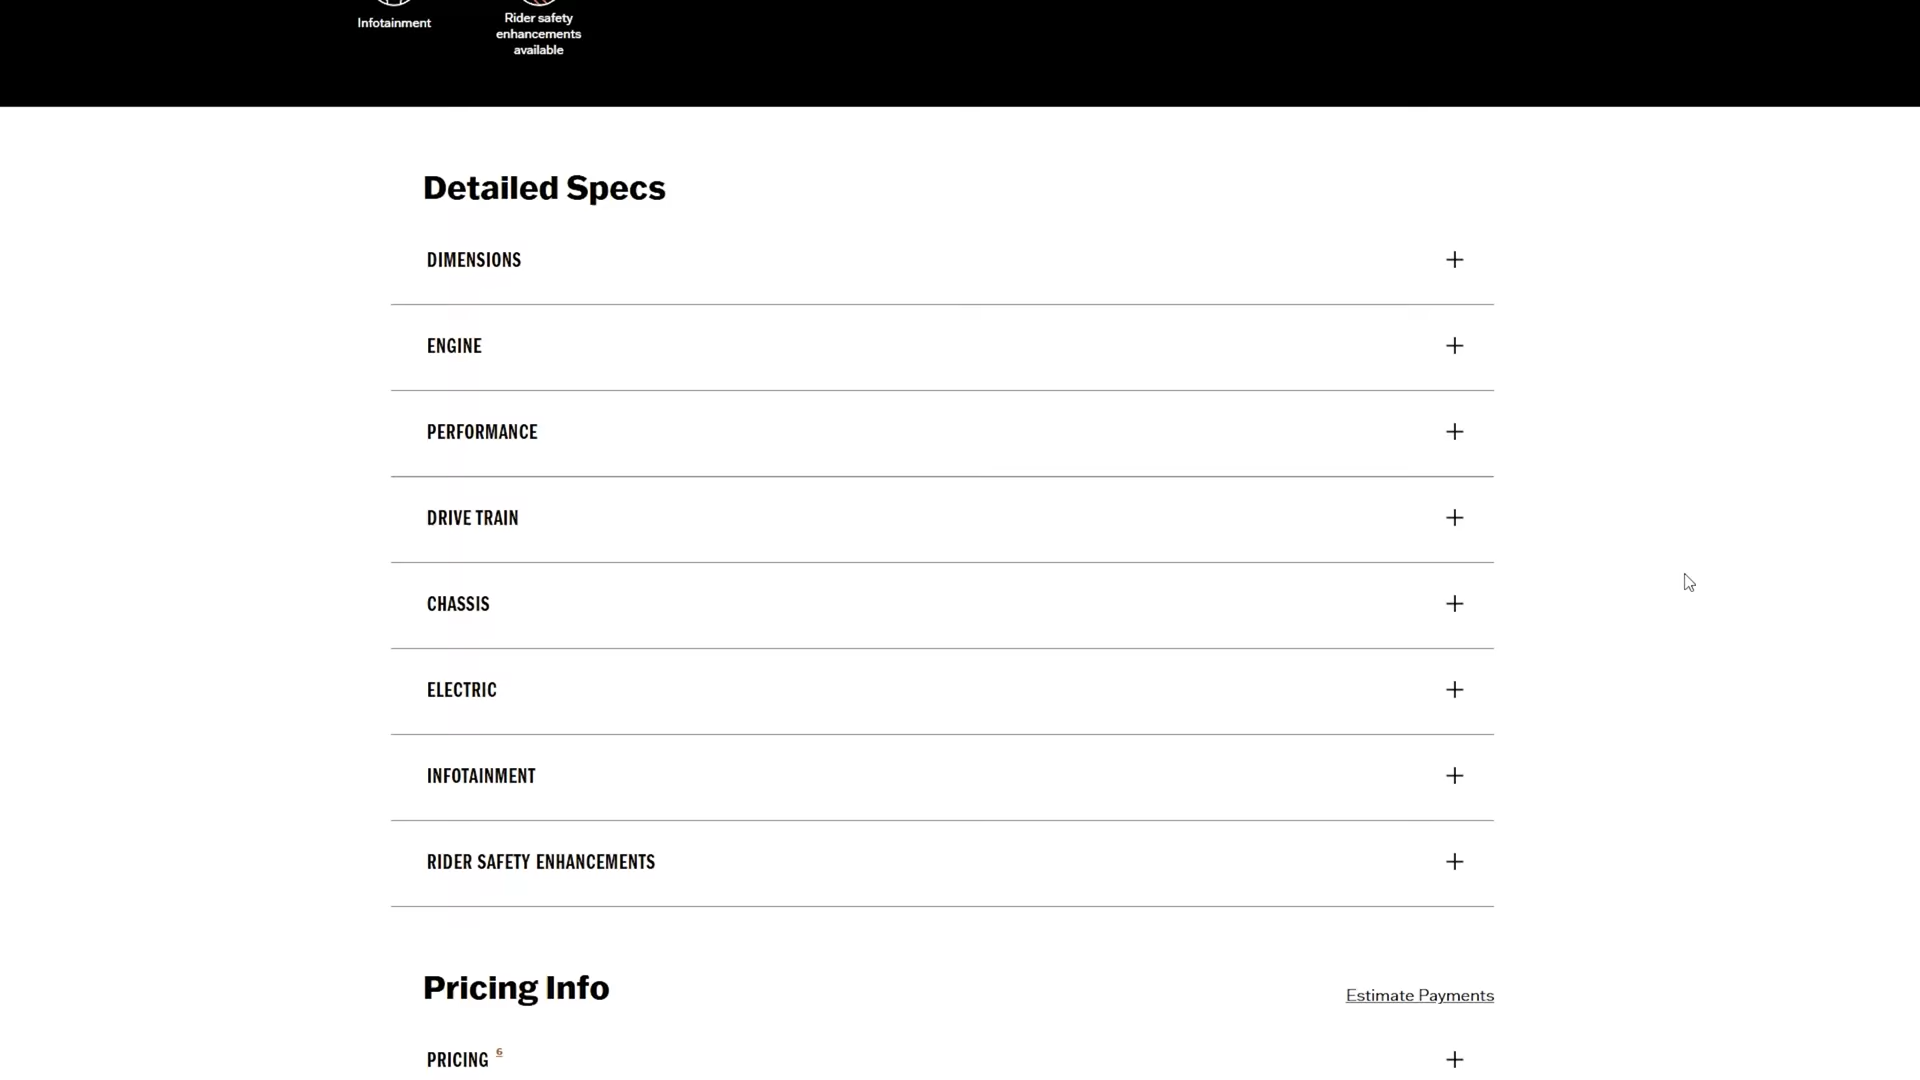 Infotainment
Rider safety
enhancements
available
Detailed Specs
DIMENSIONS
ENGINE
PERFORMANCE
DRIVE TRAIN
CHASSIS
ELECTRIC
INFOTAINMENT
RIDER SAFETY ENHANCEMENTS
Pricing Info
Estimate Payments
PRICING 6